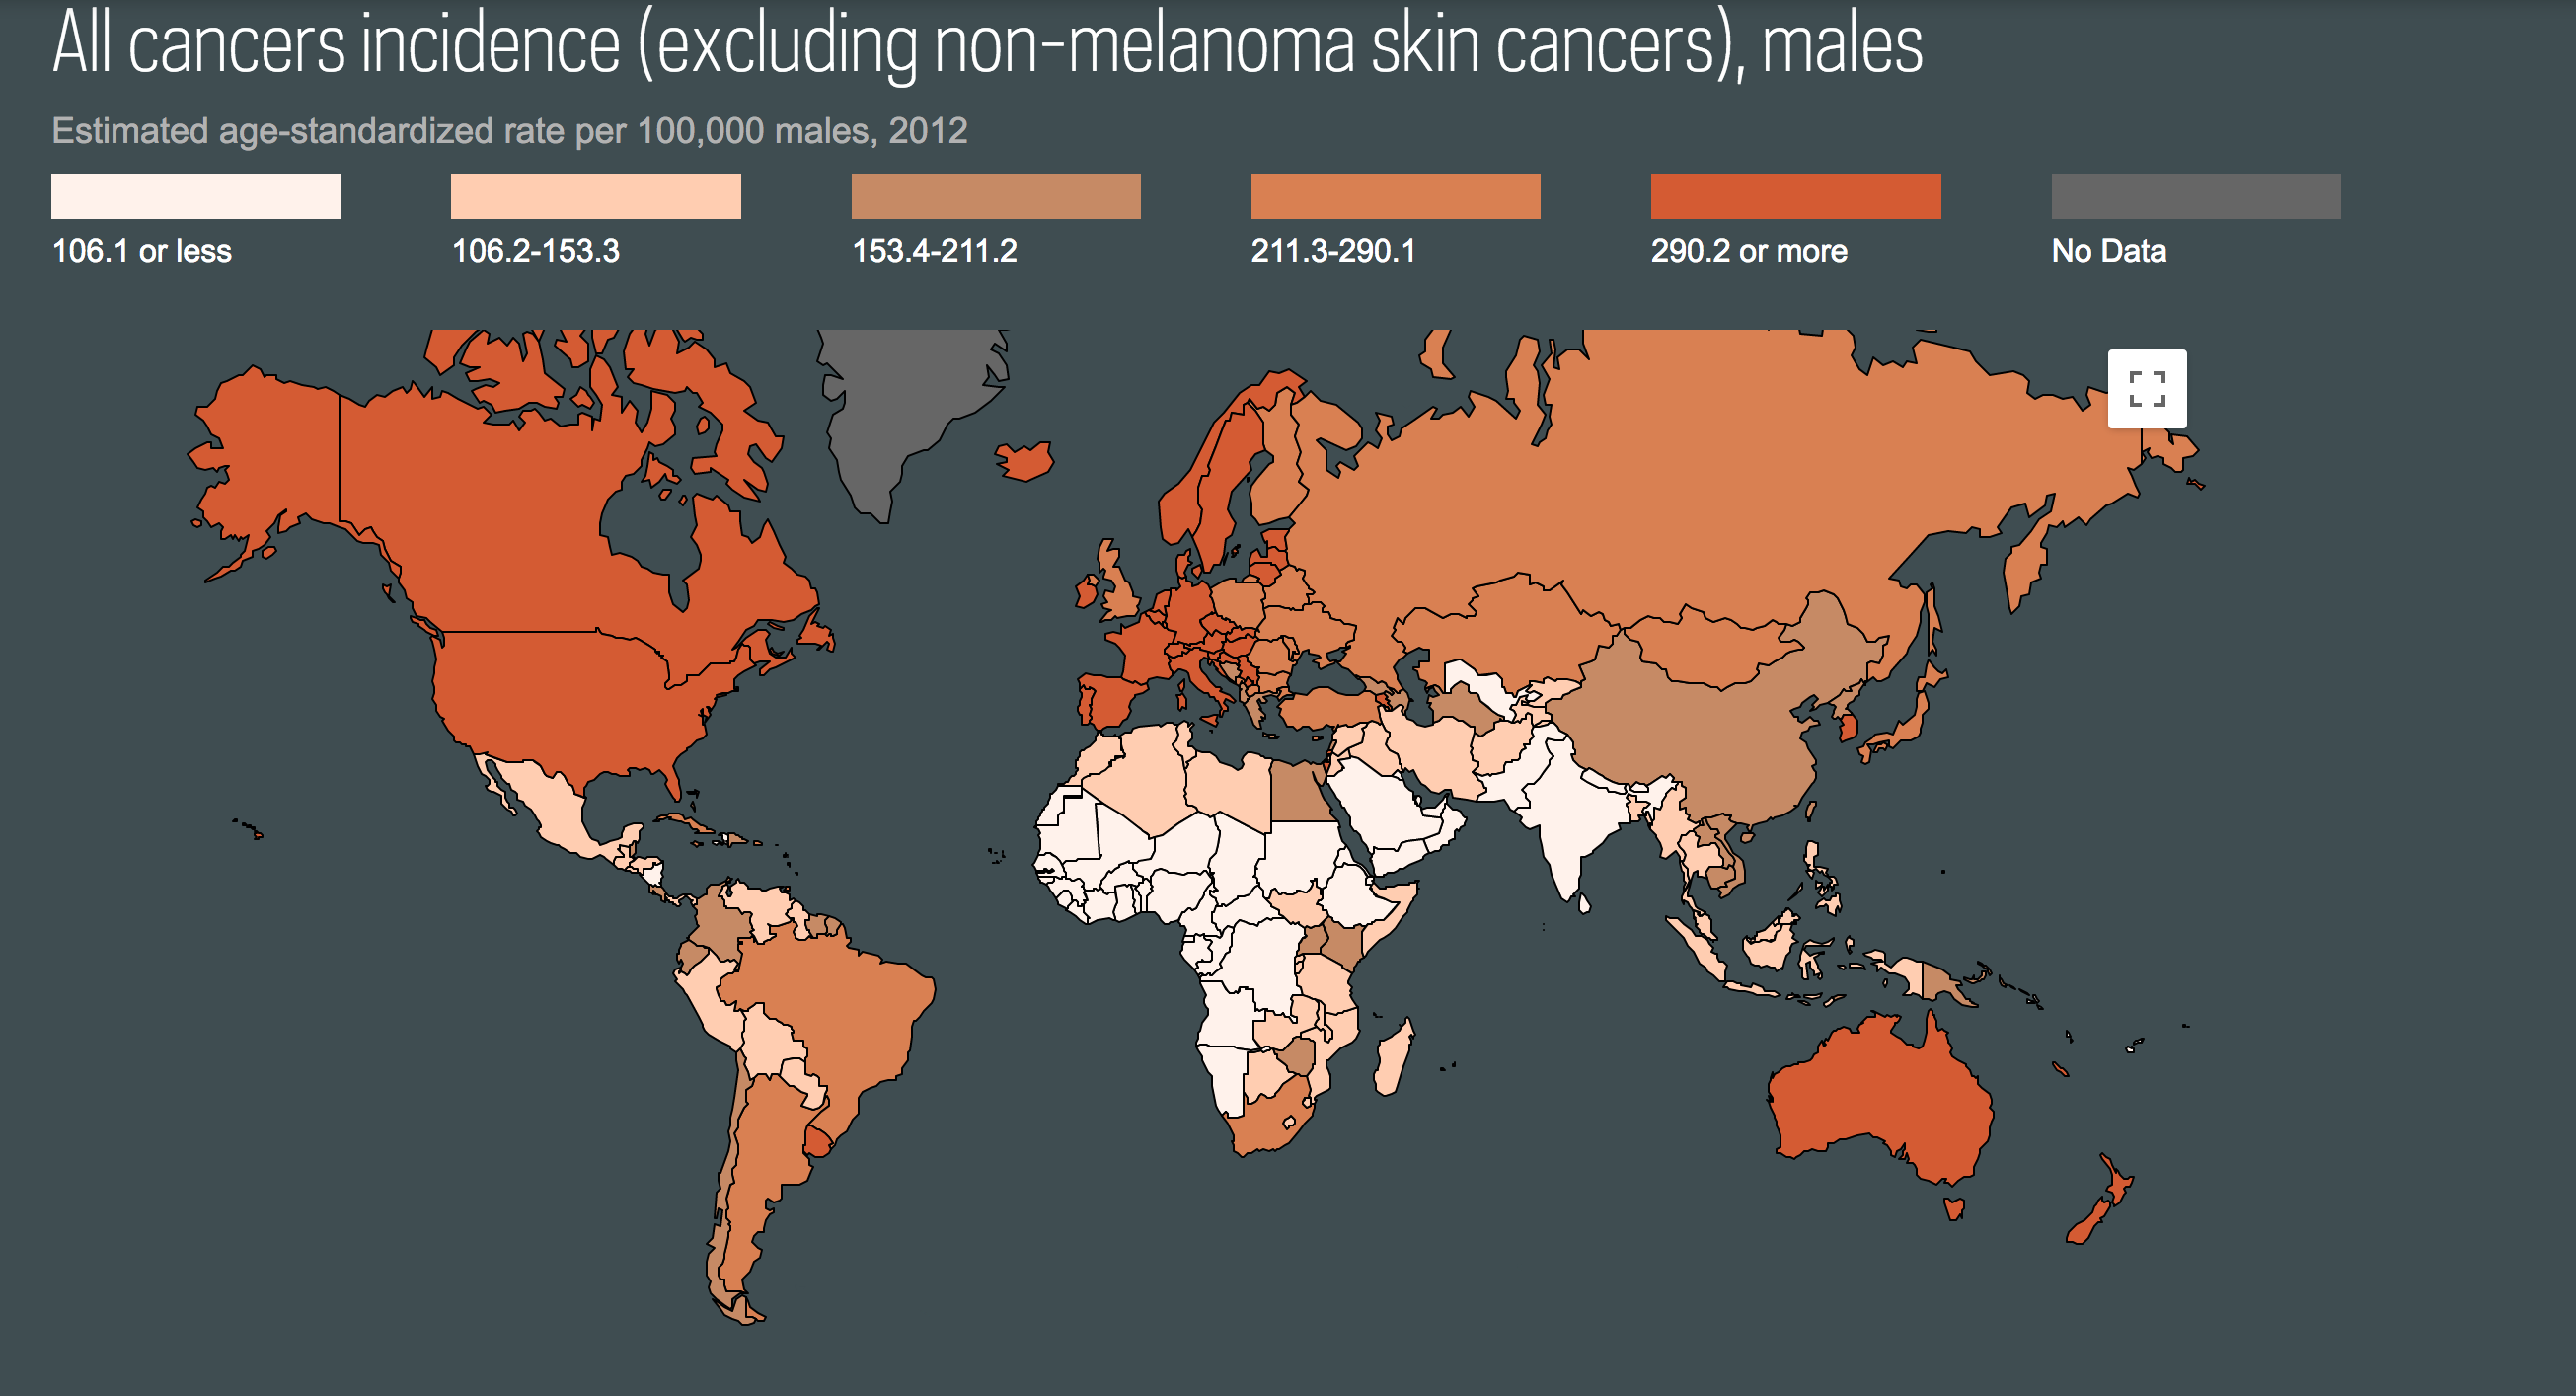 All cancers incidence (excluding non-melanoma skin cancers), males
Estimated age-standardized rate per 100,000 males, 2012
106.1 or less
106.2-153.3
153.4-211.2
211.3-290.1
290.2 or more
No Data